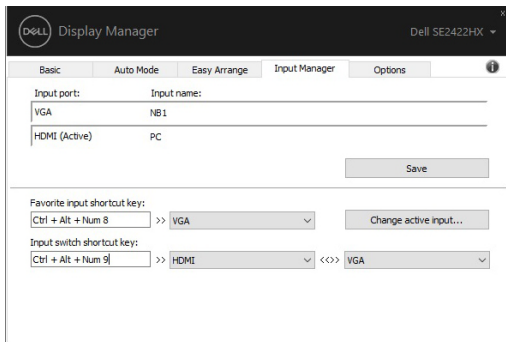 DELL Display Manager Dell SE2422HX
Basic Auto Mode Easy Arrange Input Manager Options
Input port: Input name:
VGA NB1
HDMI (Active) PC
Save
Favorite input shortcut key:
Ctrl + Alt + Num 8 >> VGA Change active input...
Input switch shortcut key:
Ctrl + Alt + Num 9 >> HDMI <<>> VGA